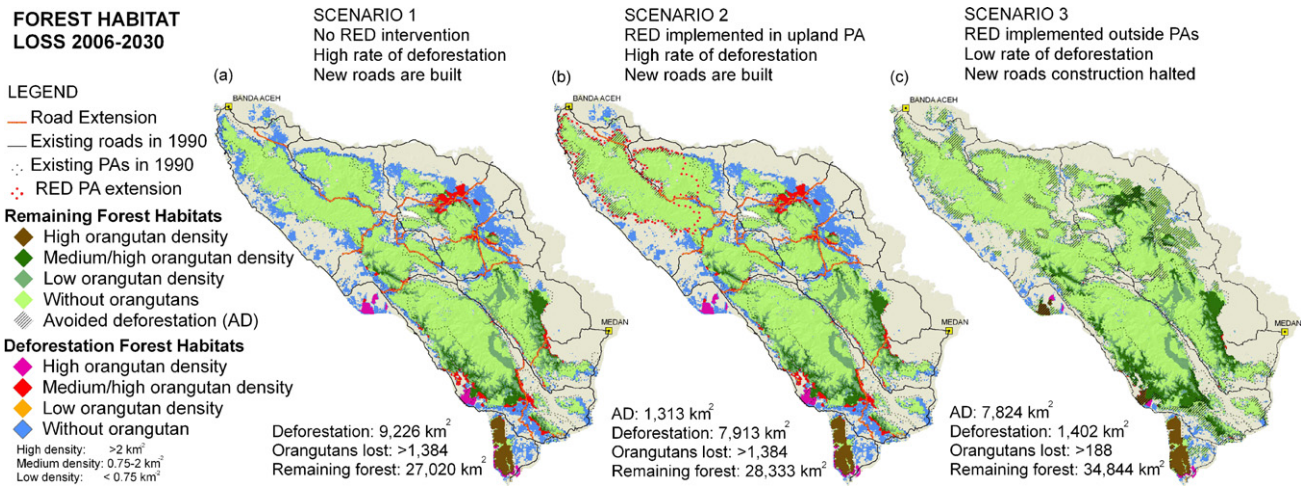 FOREST HABITAT
LOSS 2006-2030
LEGEND
Road Extension
Existing roads in 1990
Existing PAs in 1990
RED PA extension
Remaining Forest Habitats
High orangutan density
Medium/high orangutan density
Low orangutan density
Without orangutans
Avoided deforestation (AD)
Deforestation Forest Habitats
High orangutan density
Medium/high orangutan density
Low orangutan density
Without orangutan
High density: >2 km²
Medium density: 0.75-2 km²
Low density: < 0.75 km²
SCENARIO 1
No RED intervention
High rate of deforestation
New roads are built
(a)
BANDA ACEH
MEDAN
Deforestation: 9,226 km²
Orangutans lost: >1,384
Remaining forest: 27,020 km²
SCENARIO 2
RED implemented in upland PA
High rate of deforestation
New roads are built
(b)
BANDA ACEH
MEDAN
AD: 1,313 km²
Deforestation: 7,913 km²
Orangutans lost: >1,384
Remaining forest: 28,333 km²
SCENARIO 3
RED implemented outside PAs
Low rate of deforestation
New roads construction halted
(c)
BANDA ACEH
MEDAN
AD: 7,824 km²
Deforestation: 1,402 km²
Orangutans lost: >188
Remaining forest: 34,844 km²